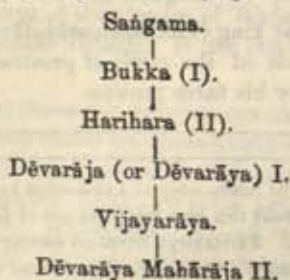 Saṅgama.
Bukka (I).
Harihara (II).
Dēvarāja (or Dēvarāya) I.
Vijayarāya.
Dēvarāya Mahārāja II.